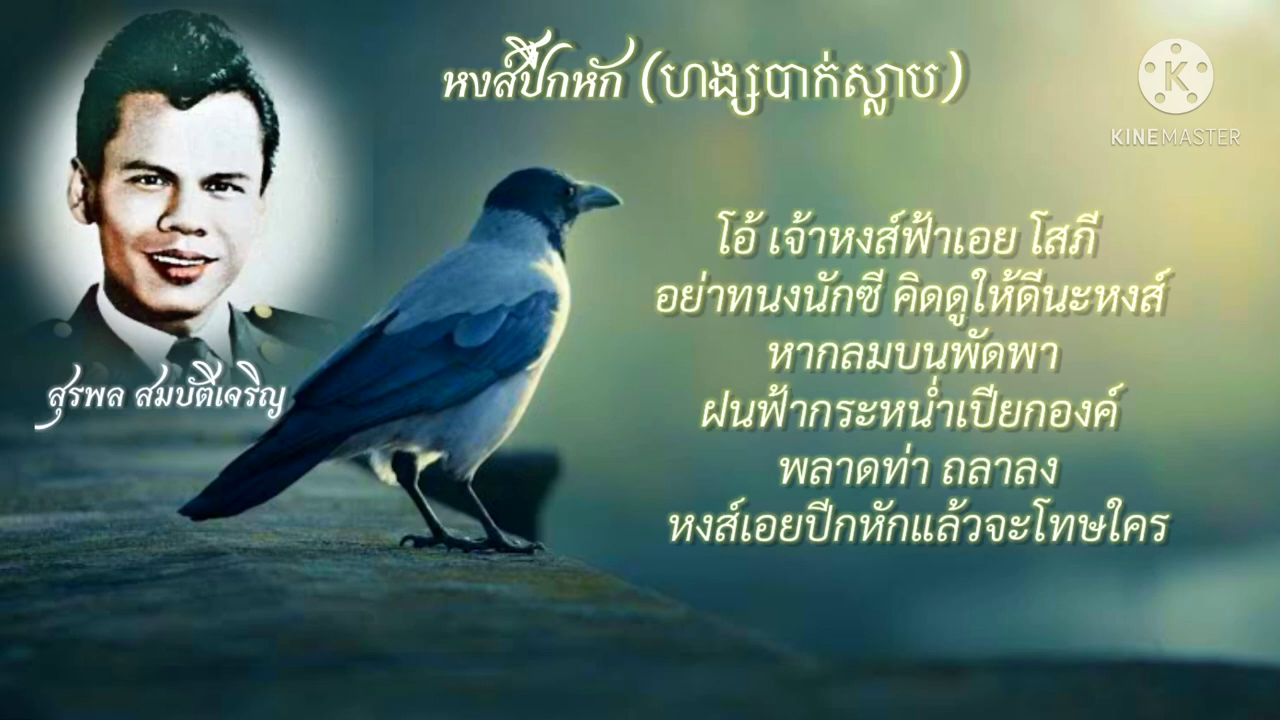 หงส์ปีกหัก (ហង្សបាក់ស្លាប)
KINEMASTER
โอ้ เจ้าหงส์ฟ้าเอย โสภี
อย่าทนงนักซี คิดดูให้ดีนะหงส์
หากลมบนพัดพา
ฝนฟ้ากระหน่ำเปียกองค์
พลาดท่า ถลาลง
หงส์เอยปีกหักแล้วจะโทษใคร
สุรพล สมบัติเจริญ